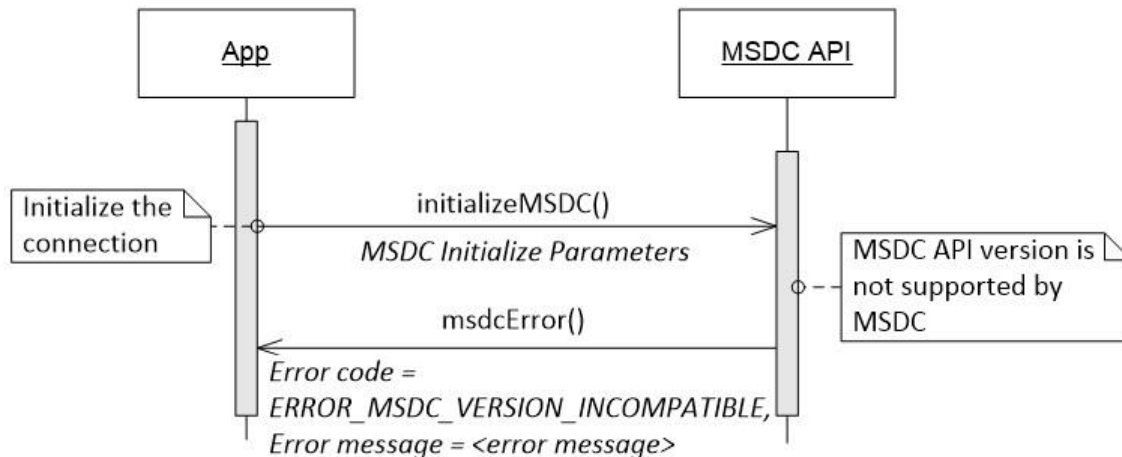 App
MSDC API
Initialize the
connection
initializeMSDC()
MSDC Initialize Parameters
MSDC API version is
not supported by
MSDC
msdcError()
Error code =
ERROR_MSDC_VERSION_INCOMPATIBLE,
Error message = <error message>